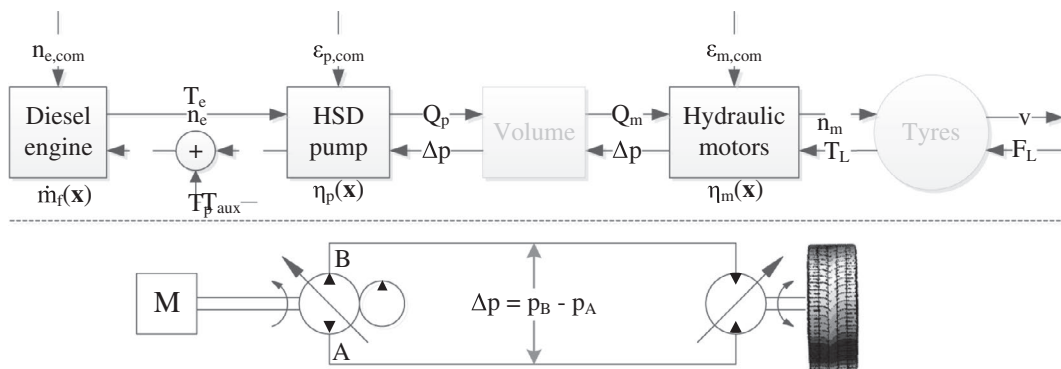 n_e,com
ε_p,com
ε_m,com
Diesel engine
T_e
n_e
HSD pump
Q_p
Δp
Volume
Q_m
Δp
Hydraulic motors
n_m
T_L
Tyres
v
F_L
+
T_p
T_aux
ṁ_f(x)
η_p(x)
η_m(x)
M
B
A
Δp = p_B - p_A